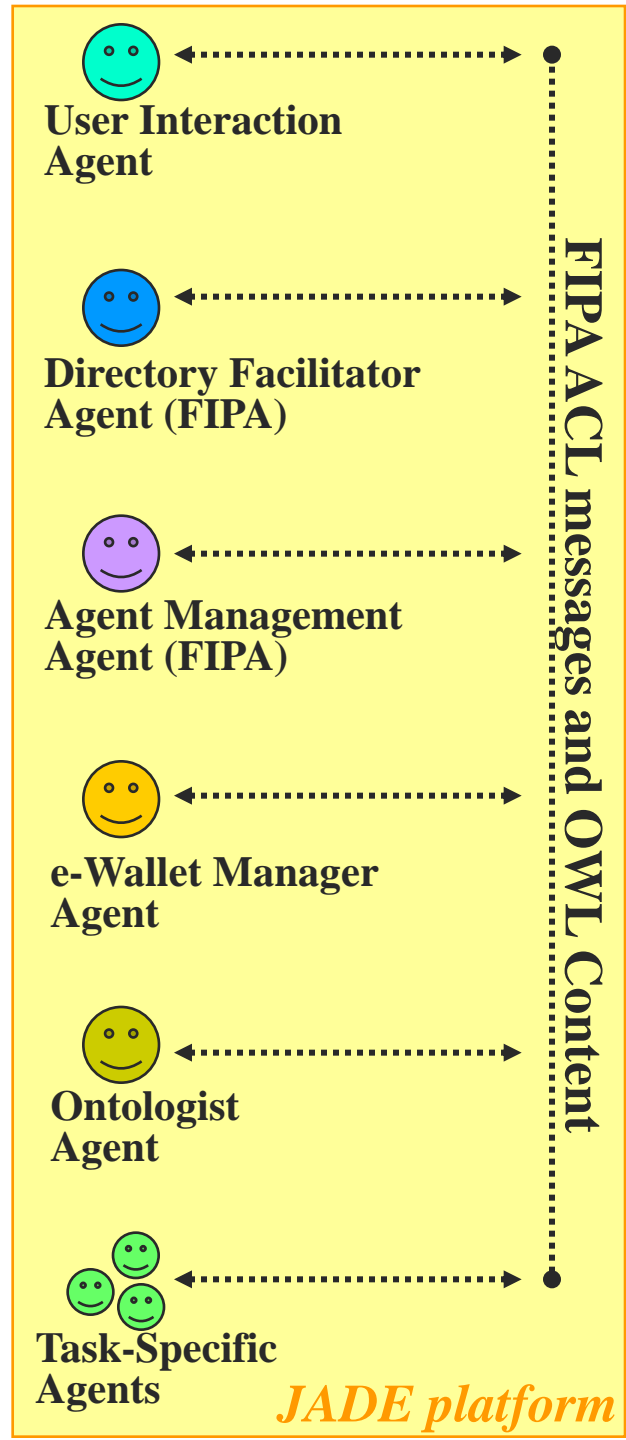 User Interaction
Agent
Directory Facilitator
Agent (FIPA)
Agent Management
Agent (FIPA)
e-Wallet Manager
Agent
Ontologist
Agent
Task-Specific
Agents
FIPA ACL messages and OWL Content
JADE platform